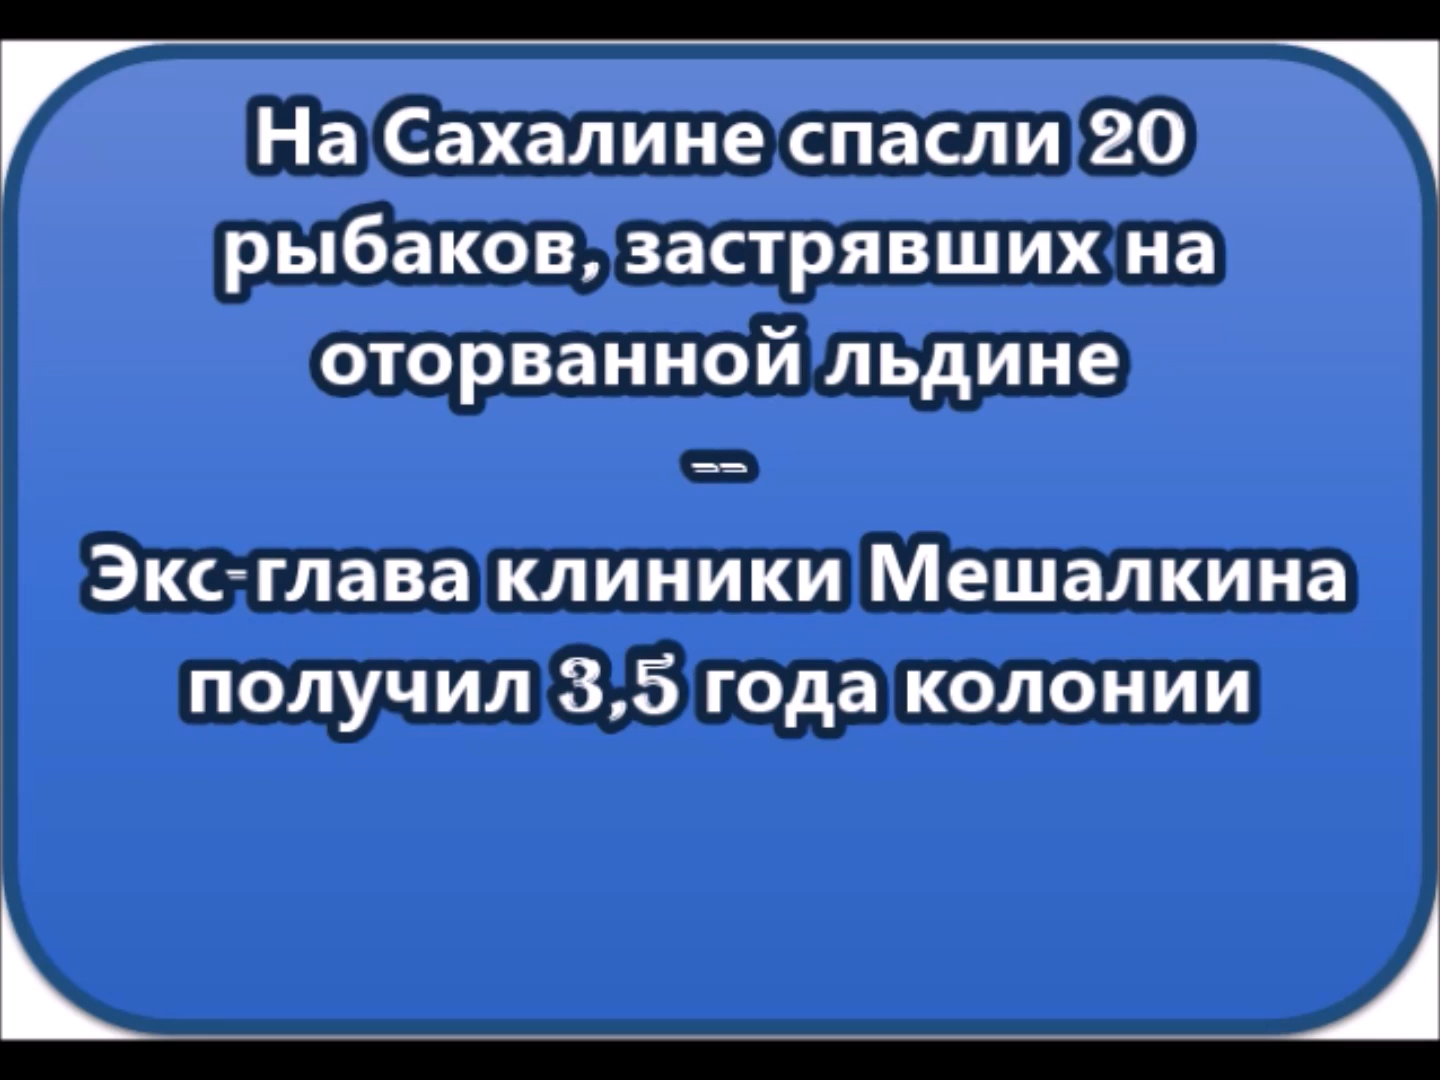 На Сахалине спасли 20
рыбаков, застрявших на
оторванной льдине
--
Экс-глава клиники Мешалкина
получил 3,5 года колонии